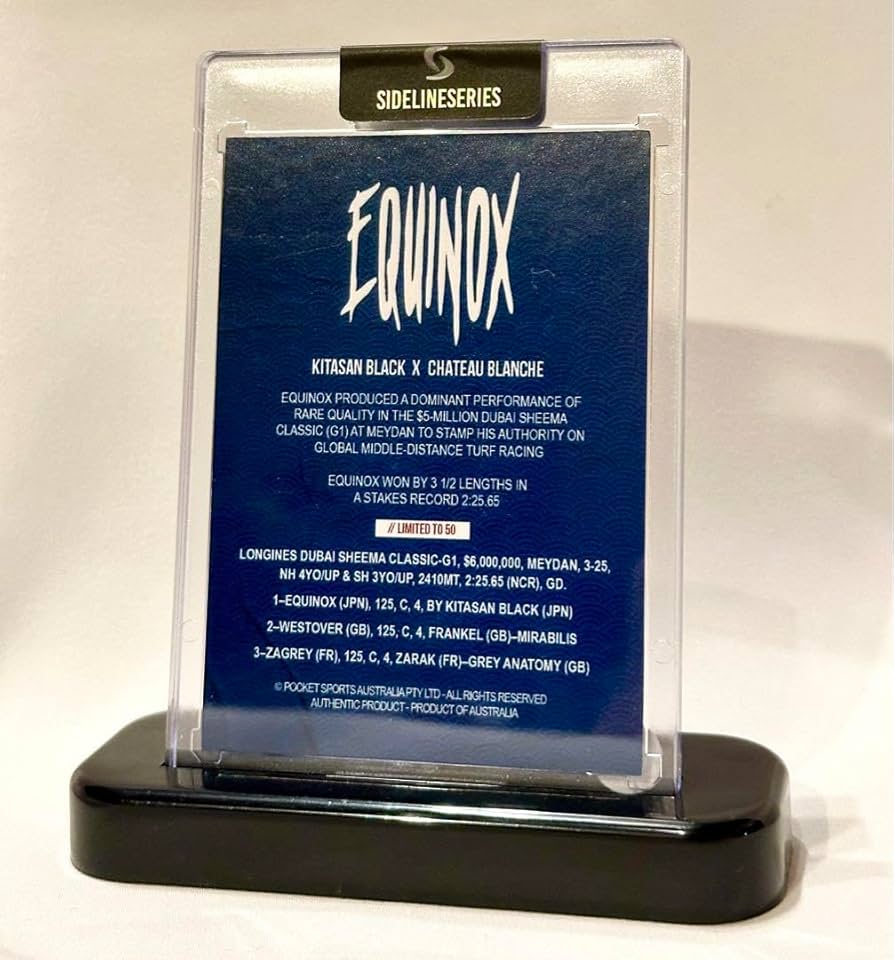 SIDELINESERIES
EQUINOX
KITASAN BLACK X CHATEAU BLANCHE
EQUINOX PRODUCED A DOMINANT PERFORMANCE OF
RARE QUALITY IN THE $5-MILLION DUBAI SHEEMA
CLASSIC (G1) AT MEYDAN TO STAMP HIS AUTHORITY ON
GLOBAL MIDDLE-DISTANCE TURF RACING
EQUINOX WON BY 3 1/2 LENGTHS IN
A STAKES RECORD 2:25.65
// LIMITED TO 50
LONGINES DUBAI SHEEMA CLASSIC-G1, $6,000,000, MEYDAN, 3-25,
NH 4YO/UP & SH 3YO/UP, 2410MT, 2:25.65 (NCR), GD.
1–EQUINOX (JPN), 125, C, 4, BY KITASAN BLACK (JPN)
2–WESTOVER (GB), 125, C, 4, FRANKEL (GB)–MIRABILIS
3–ZAGREY (FR), 125, C, 4, ZARAK (FR)–GREY ANATOMY (GB)
© POCKET SPORTS AUSTRALIA PTY LTD - ALL RIGHTS RESERVED
AUTHENTIC PRODUCT - PRODUCT OF AUSTRALIA